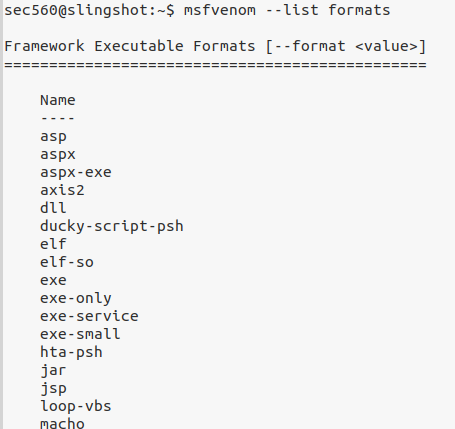 sec560@slingshot:~$ msfvenom --list formats
Framework Executable Formats [--format <value>]
===============================================
Name
----
asp
aspx
aspx-exe
axis2
dll
ducky-script-psh
elf
elf-so
exe
exe-only
exe-service
exe-small
hta-psh
jar
jsp
loop-vbs
macho